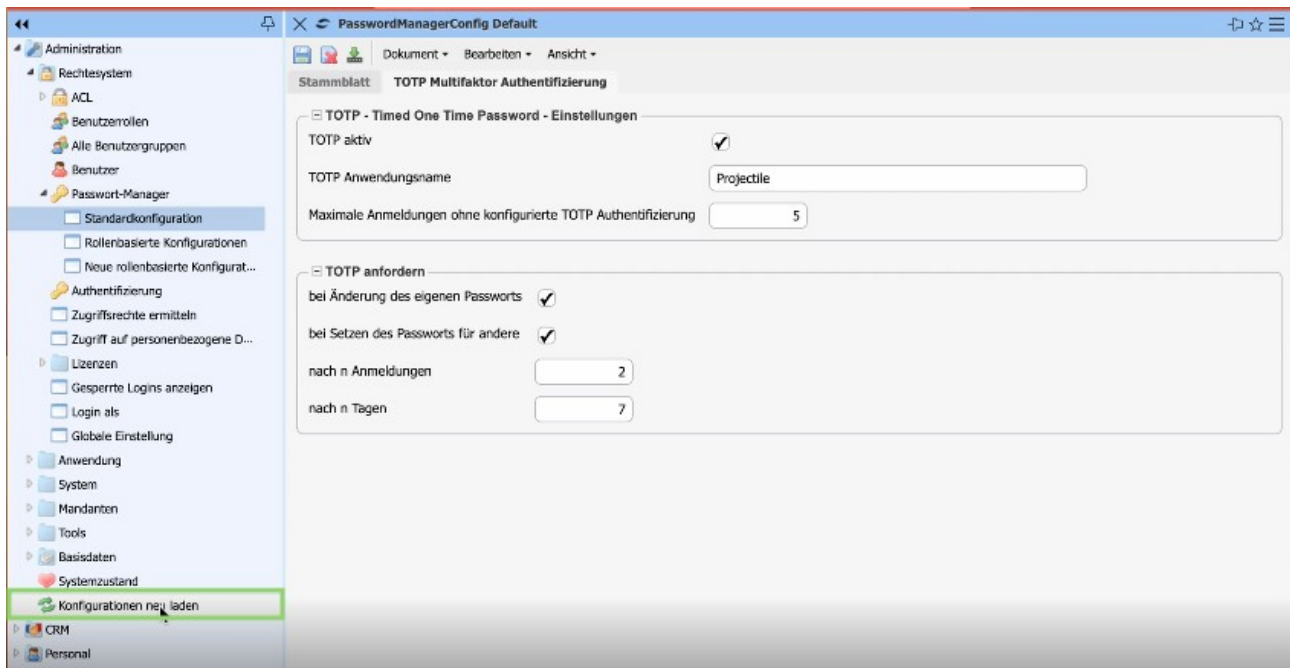 PasswordManagerConfig Default
Administration
Rechtesystem
ACL
Benutzerrollen
Alle Benutzergruppen
Benutzer
Passwort-Manager
Standardkonfiguration
Rollenbasierte Konfigurationen
Neue rollenbasierte Konfigurat...
Authentifizierung
Zugriffsrechte ermitteln
Zugriff auf personenbezogene D...
Lizenzen
Gesperrte Logins anzeigen
Login als
Globale Einstellung
Anwendung
System
Mandanten
Tools
Basisdaten
Systemzustand
Konfigurationen neu laden
CRM
Personal
Dokument Bearbeiten Ansicht
Stammblatt TOTP Multifaktor Authentifizierung
TOTP - Timed One Time Password - Einstellungen
TOTP aktiv
TOTP Anwendungsname Projectile
Maximale Anmeldungen ohne konfigurierte TOTP Authentifizierung 5
TOTP anfordern
bei Änderung des eigenen Passworts
bei Setzen des Passworts für andere
nach n Anmeldungen 2
nach n Tagen 7